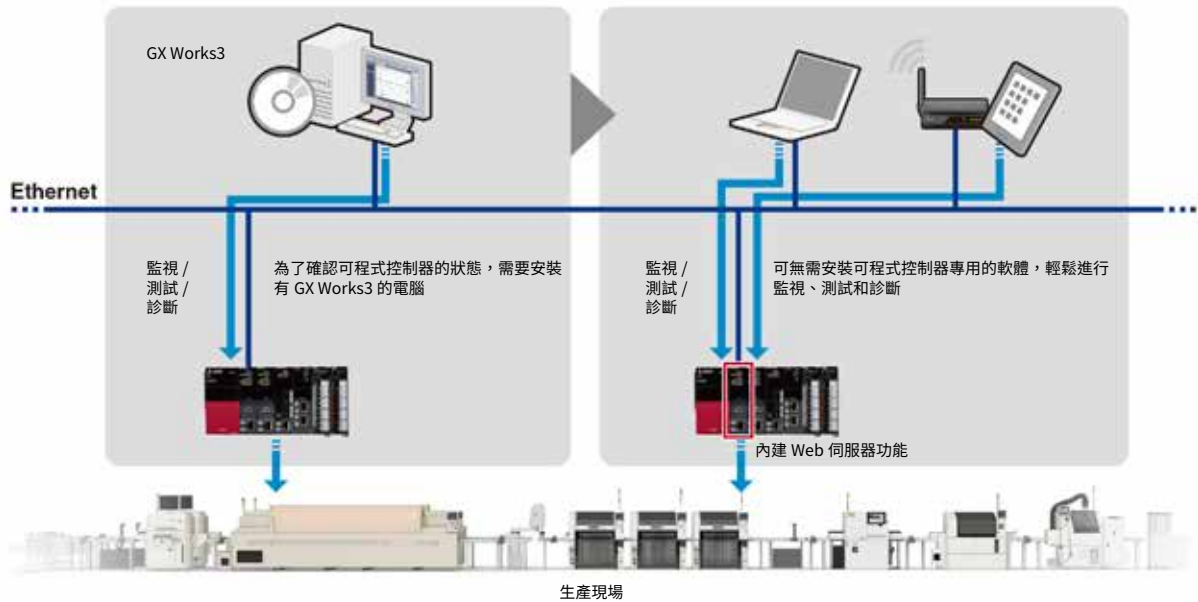 GX Works3
Ethernet
監視 /
測試 /
診斷
為了確認可程式控制器的狀態，需要安裝
有 GX Works3 的電腦
監視 /
測試 /
診斷
可無需安裝可程式控制器專用的軟體，輕鬆進行
監視、測試和診斷
內建 Web 伺服器功能
生產現場